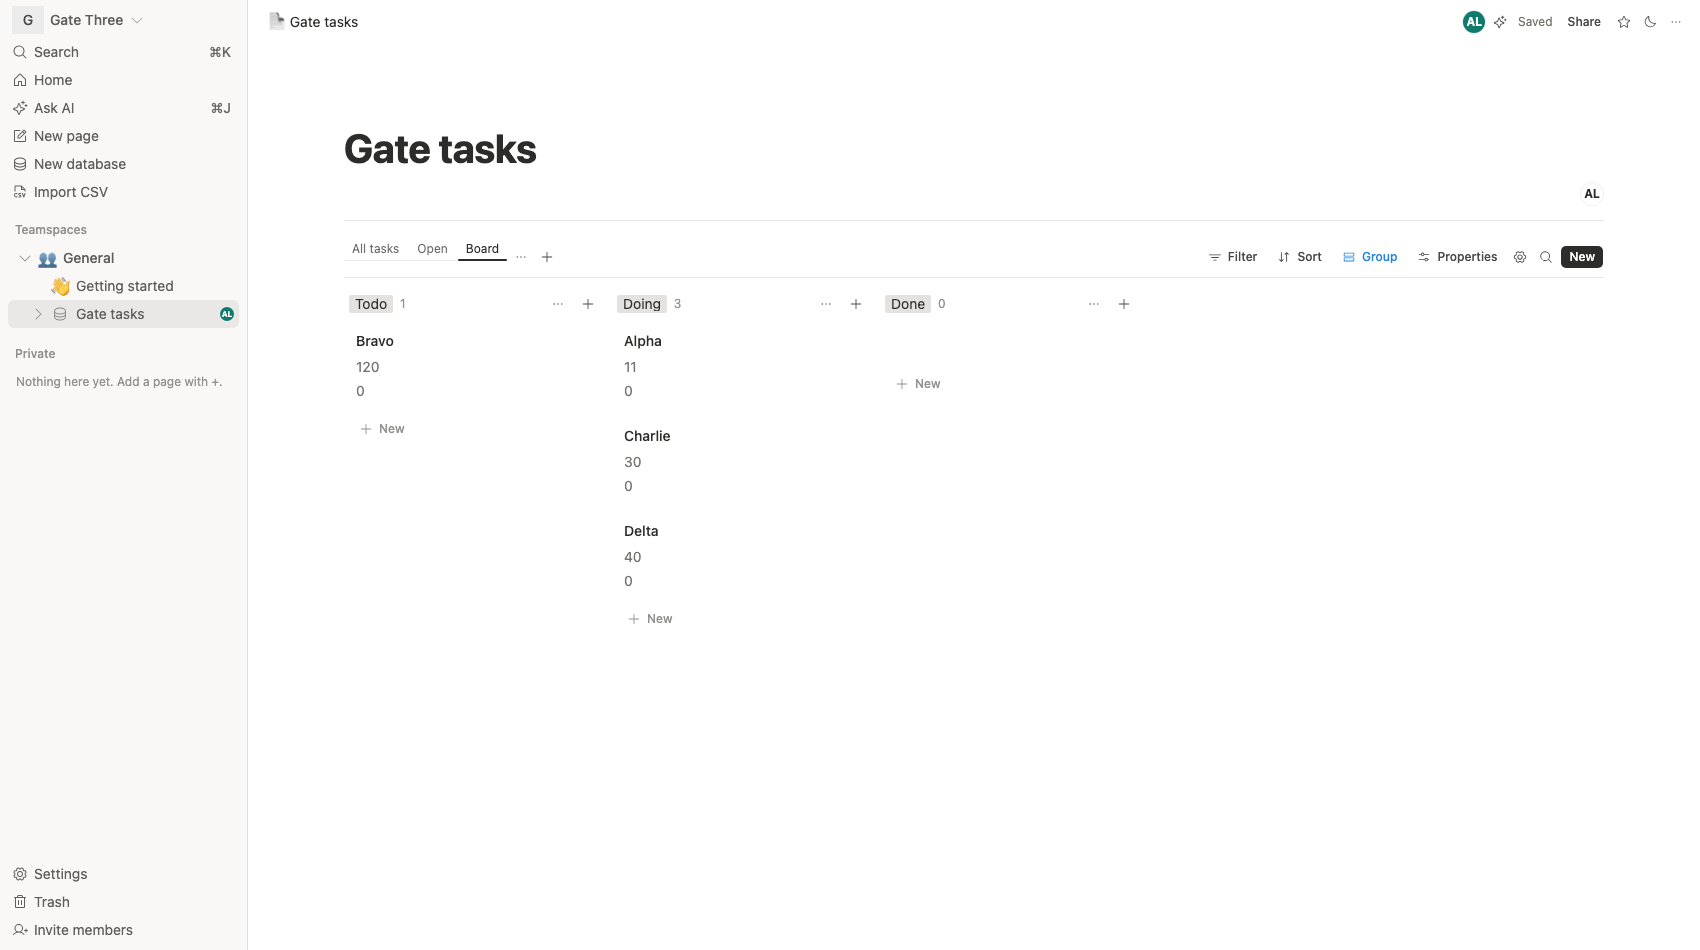 G Gate Three
Search ⌘K
Home
Ask AI ⌘J
New page
New database
Import CSV
Teamspaces
General
Getting started
Gate tasks AL
Private
Nothing here yet. Add a page with +.
Settings
Trash
Invite members
Gate tasks
AL Saved Share
Gate tasks
AL
All tasks Open Board
Filter Sort Group Properties New
Todo 1
Bravo
120
0
New
Doing 3
Alpha
11
0
Charlie
30
0
Delta
40
0
New
Done 0
New